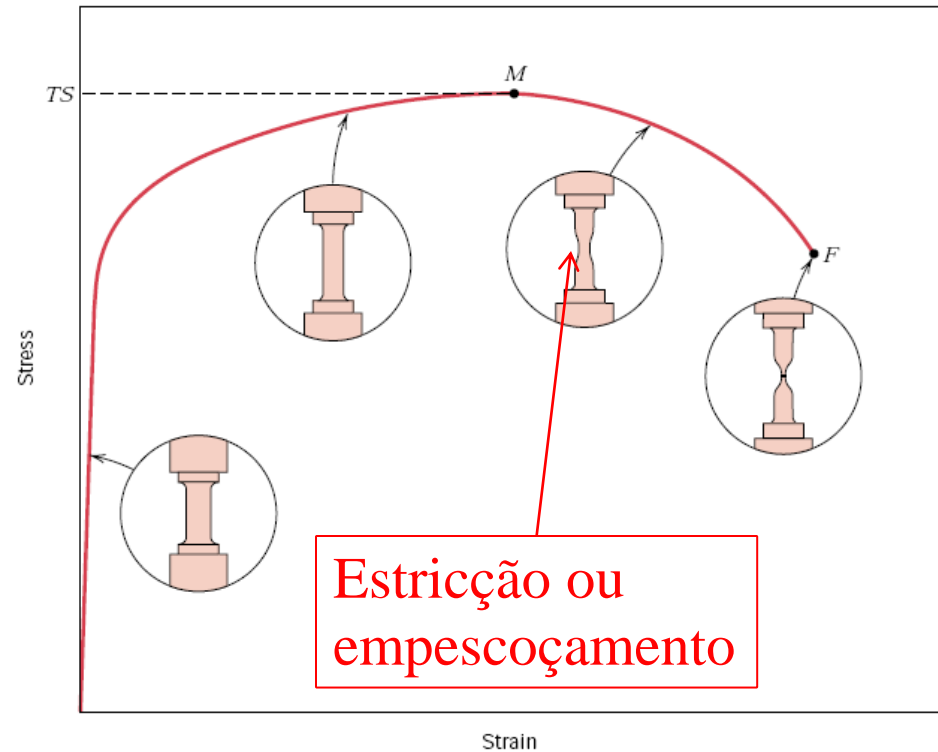 M
TS
F
Stress
Estricção ou
empescoçamento
Strain